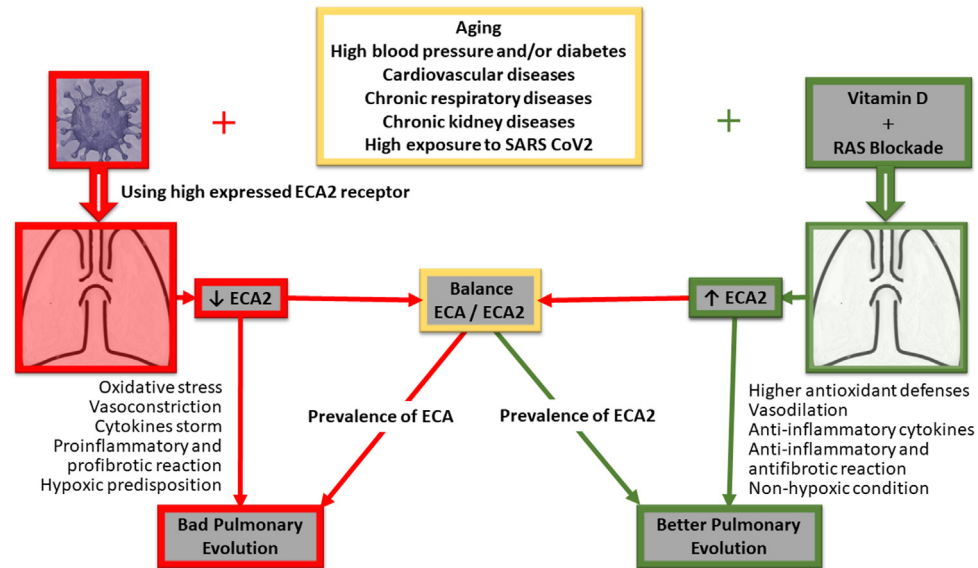 Aging
High blood pressure and/or diabetes
Cardiovascular diseases
Chronic respiratory diseases
Chronic kidney diseases
High exposure to SARS CoV2
+
+
Vitamin D
+
RAS Blockade
Using high expressed ECA2 receptor
↓ ECA2
Balance
ECA / ECA2
↑ ECA2
Oxidative stress
Vasoconstriction
Cytokines storm
Proinflammatory and
profibrotic reaction
Hypoxic predisposition
Prevalence of ECA
Prevalence of ECA2
Higher antioxidant defenses
Vasodilation
Anti-inflammatory cytokines
Anti-inflammatory and
antifibrotic reaction
Non-hypoxic condition
Bad Pulmonary
Evolution
Better Pulmonary
Evolution